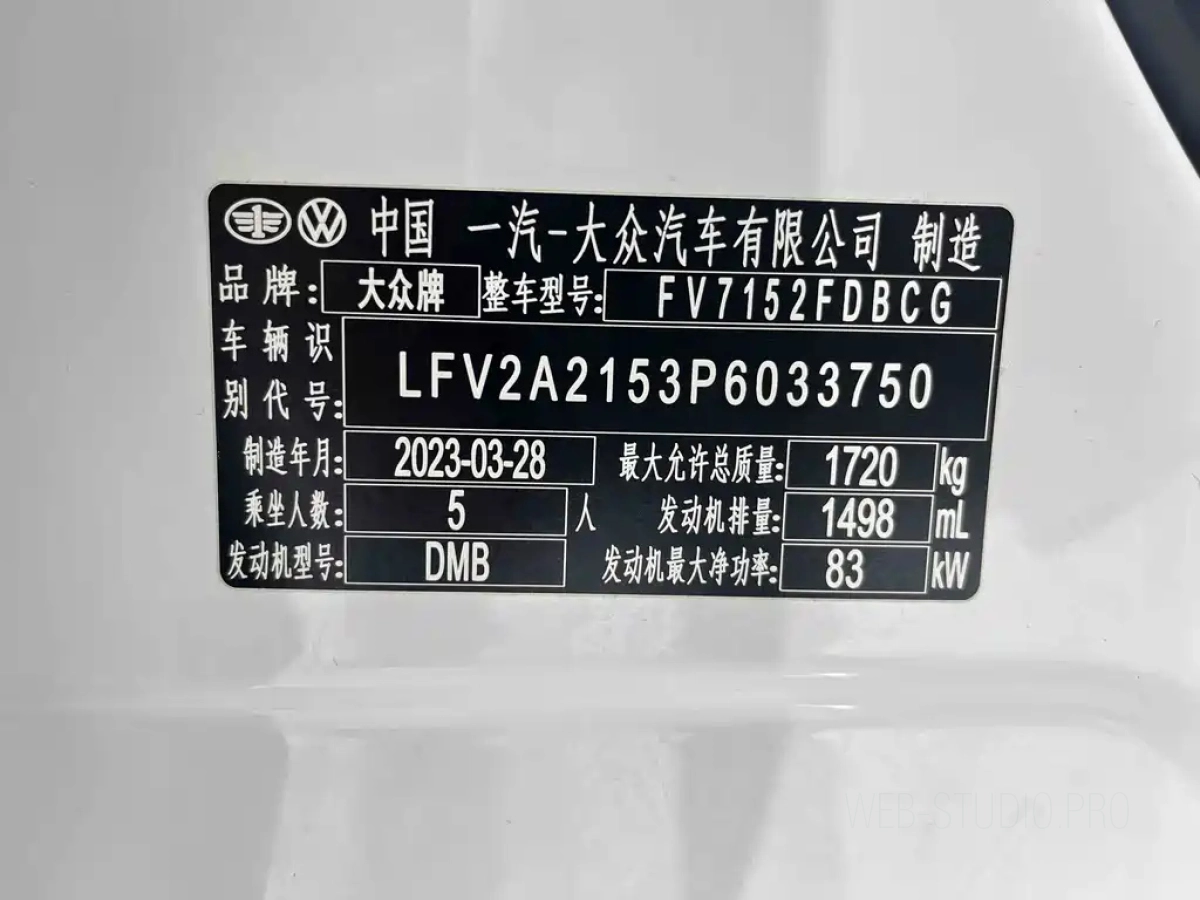 中国 一汽-大众汽车有限公司 制造
品牌: 大众牌 整车型号: FV7152FDBCG
车辆识别代号: LFV2A2153P6033750
制造年月: 2023-03-28 最大允许总质量: 1720 kg
乘坐人数: 5 人 发动机排量: 1498 mL
发动机型号: DMB 发动机最大净功率: 83 kW
WEB-STUDIO PRO